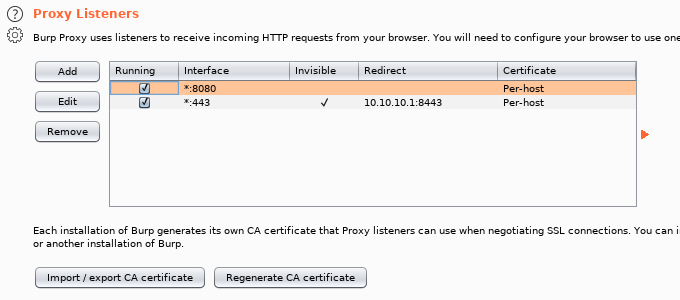 Proxy Listeners
Burp Proxy uses listeners to receive incoming HTTP requests from your browser. You will need to configure your browser to use one
Add
Edit
Remove
Running Interface Invisible Redirect Certificate
*:8080 Per-host
*:443 ✓ 10.10.10.1:8443 Per-host
Each installation of Burp generates its own CA certificate that Proxy listeners can use when negotiating SSL connections. You can
or another installation of Burp.
Import / export CA certificate Regenerate CA certificate